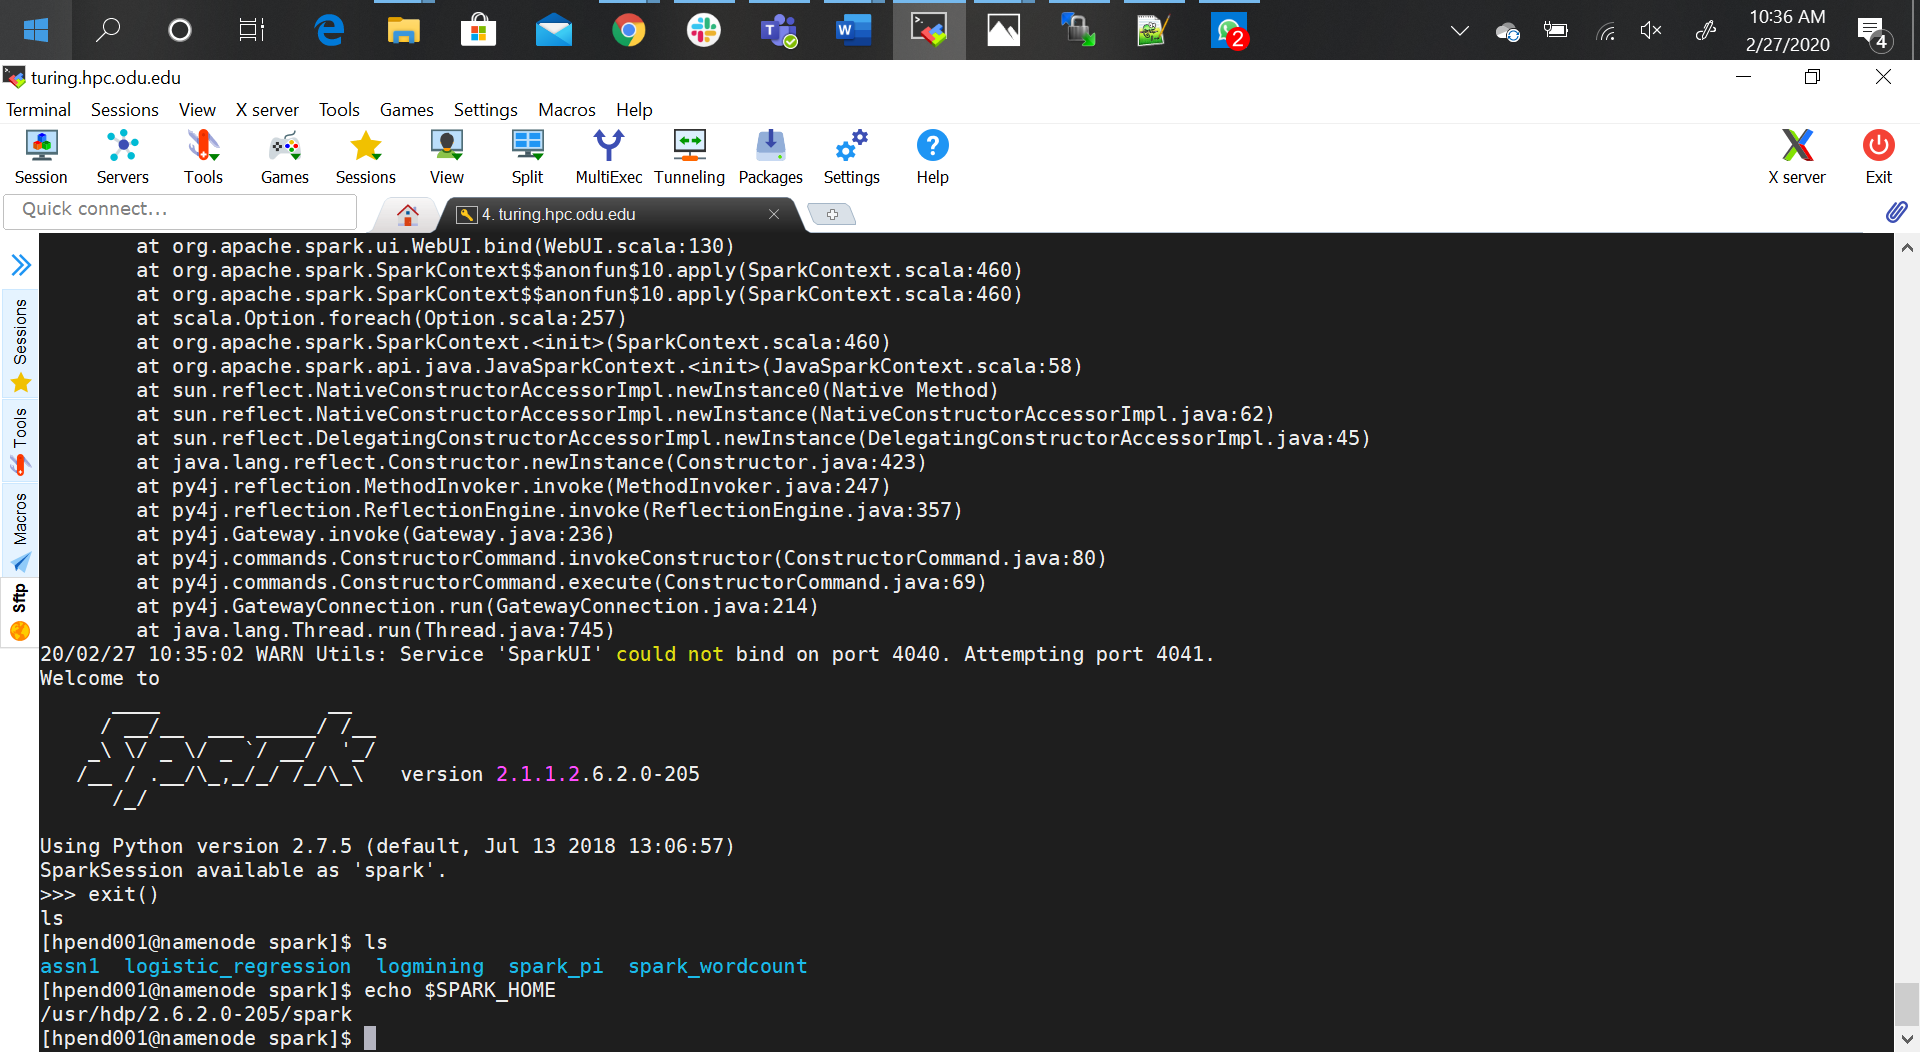 10:36 AM
2/27/2020
2
4
turing.hpc.odu.edu
Terminal Sessions View X server Tools Games Settings Macros Help
Session Servers Tools Games Sessions View Split MultiExec Tunneling Packages Settings Help X server Exit
Quick connect...
4. turing.hpc.odu.edu
Sessions
Tools
Macros
Sftp
at org.apache.spark.ui.WebUI.bind(WebUI.scala:130)
at org.apache.spark.SparkContext$$anonfun$10.apply(SparkContext.scala:460)
at org.apache.spark.SparkContext$$anonfun$10.apply(SparkContext.scala:460)
at scala.Option.foreach(Option.scala:257)
at org.apache.spark.SparkContext.<init>(SparkContext.scala:460)
at org.apache.spark.api.java.JavaSparkContext.<init>(JavaSparkContext.scala:58)
at sun.reflect.NativeConstructorAccessorImpl.newInstance0(Native Method)
at sun.reflect.NativeConstructorAccessorImpl.newInstance(NativeConstructorAccessorImpl.java:62)
at sun.reflect.DelegatingConstructorAccessorImpl.newInstance(DelegatingConstructorAccessorImpl.java:45)
at java.lang.reflect.Constructor.newInstance(Constructor.java:423)
at py4j.reflection.MethodInvoker.invoke(MethodInvoker.java:247)
at py4j.reflection.ReflectionEngine.invoke(ReflectionEngine.java:357)
at py4j.Gateway.invoke(Gateway.java:236)
at py4j.commands.ConstructorCommand.invokeConstructor(ConstructorCommand.java:80)
at py4j.commands.ConstructorCommand.execute(ConstructorCommand.java:69)
at py4j.GatewayConnection.run(GatewayConnection.java:214)
at java.lang.Thread.run(Thread.java:745)
20/02/27 10:35:02 WARN Utils: Service 'SparkUI' could not bind on port 4040. Attempting port 4041.
Welcome to
Spark version 2.1.1.2.6.2.0-205
Using Python version 2.7.5 (default, Jul 13 2018 13:06:57)
SparkSession available as 'spark'.
>>> exit()
ls
[hpend001@namenode spark]$ ls
assn1 logistic_regression logmining spark_pi spark_wordcount
[hpend001@namenode spark]$ echo $SPARK_HOME
/usr/hdp/2.6.2.0-205/spark
[hpend001@namenode spark]$